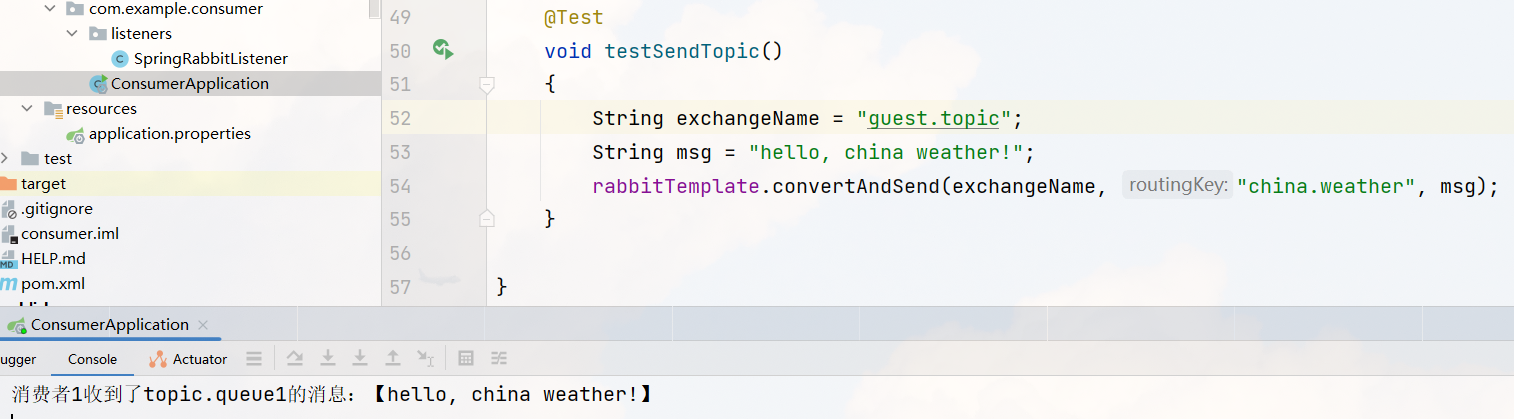 com.example.consumer
listeners
SpringRabbitListener
ConsumerApplication
resources
application.properties
test
target
.gitignore
consumer.iml
HELP.md
pom.xml
49 @Test
50 void testSendTopic()
51 {
52 String exchangeName = "guest.topic";
53 String msg = "hello, china weather!";
54 rabbitTemplate.convertAndSend(exchangeName, routingKey: "china.weather", msg);
55 }
56
57 }
ConsumerApplication
ugger Console Actuator
消费者1收到了topic.queue1的消息：【hello, china weather!】